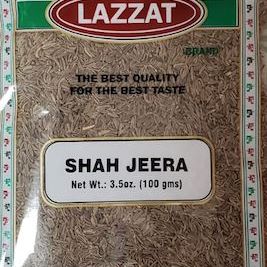 LAZZAT
BRAND
THE BEST QUALITY
FOR THE BEST TASTE
SHAH JEERA
Net Wt.: 3.5oz. (100 gms)